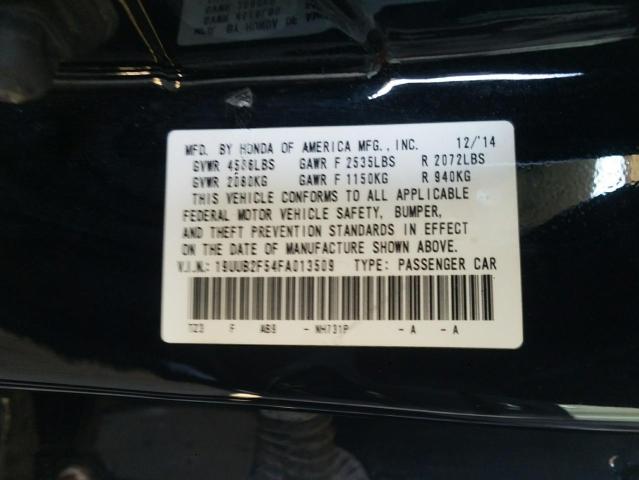 MFD. BY HONDA OF AMERICA MFG., INC. 12/'14
GVWR 4586LBS GAWR F 2535LBS R 2072LBS
GVWR 2080KG GAWR F 1150KG R 940KG
THIS VEHICLE CONFORMS TO ALL APPLICABLE
FEDERAL MOTOR VEHICLE SAFETY, BUMPER,
AND THEFT PREVENTION STANDARDS IN EFFECT
ON THE DATE OF MANUFACTURE SHOWN ABOVE.
V.I.N.: 19UUB2F54FA013509 TYPE: PASSENGER CAR
TZ3 F AB9 - NH731P - A - A